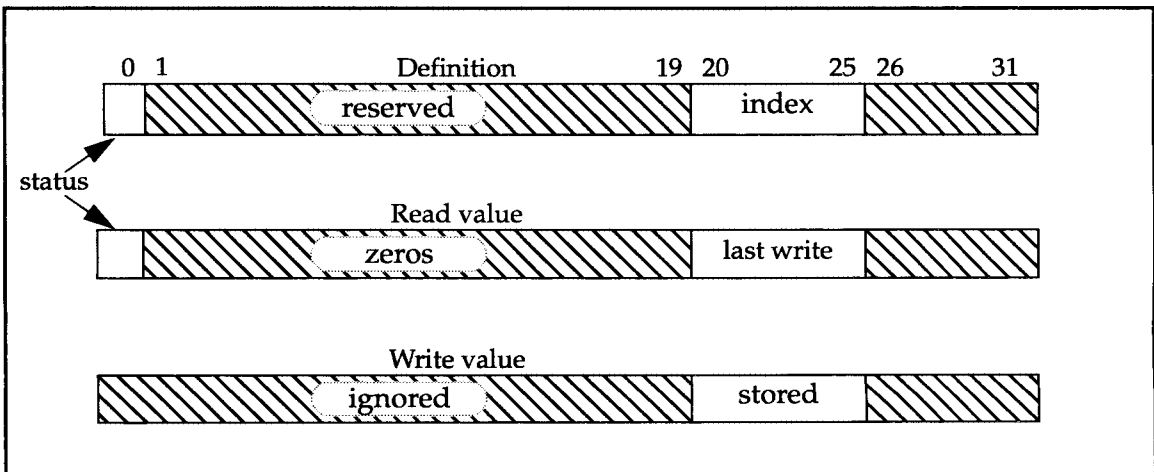 0 1 Definition 19 20 25 26 31
reserved index
status
Read value
zeros last write
Write value
ignored stored